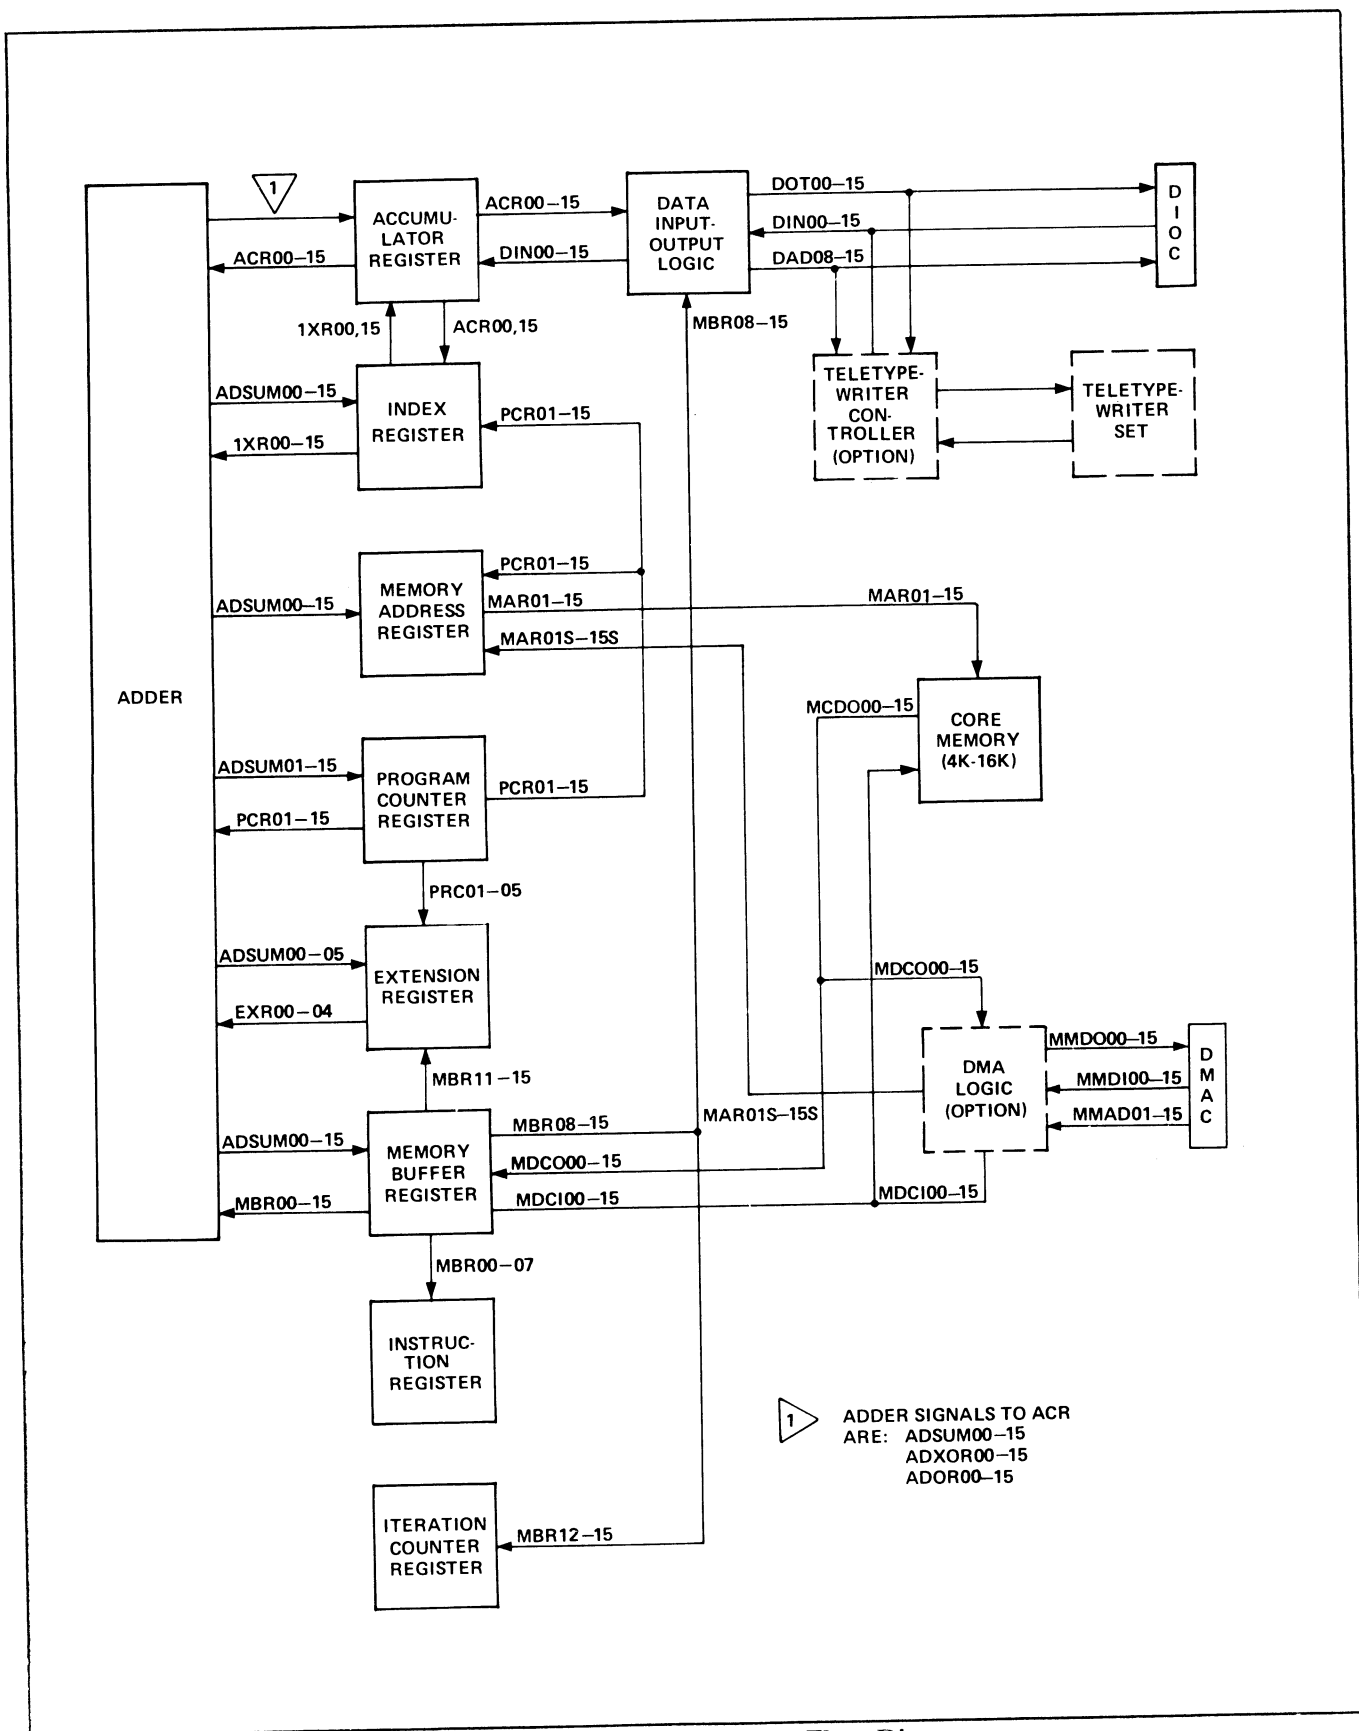 1
ACCUMU-
LATOR
REGISTER
ACR00-15
ACR00-15
DIN00-15
DATA
INPUT-
OUTPUT
LOGIC
DOT00-15
DIN00-15
DAD08-15
D
I
O
C
1XR00,15
ACR00,15
MBR08-15
ADSUM00-15
1XR00-15
INDEX
REGISTER
PCR01-15
TELETYPE-
WRITER
CON-
TROLLER
(OPTION)
TELETYPE-
WRITER
SET
ADSUM00-15
MEMORY
ADDRESS
REGISTER
PCR01-15
MAR01-15
MAR01-15
MAR01S-15S
ADDER
MCDO00-15
CORE
MEMORY
(4K-16K)
ADSUM01-15
PCR01-15
PROGRAM
COUNTER
REGISTER
PCR01-15
PRC01-05
ADSUM00-05
EXR00-04
EXTENSION
REGISTER
MDCO00-15
MBR11-15
DMA
LOGIC
(OPTION)
MMDO00-15
MMDI00-15
MMAD01-15
D
M
A
C
MAR01S-15S
ADSUM00-15
MBR00-15
MEMORY
BUFFER
REGISTER
MBR08-15
MDCO00-15
MDCI00-15
MDCI00-15
MBR00-07
INSTRUC-
TION
REGISTER
1
ADDER SIGNALS TO ACR
ARE: ADSUM00-15
ADXOR00-15
ADOR00-15
ITERATION
COUNTER
REGISTER
MBR12-15